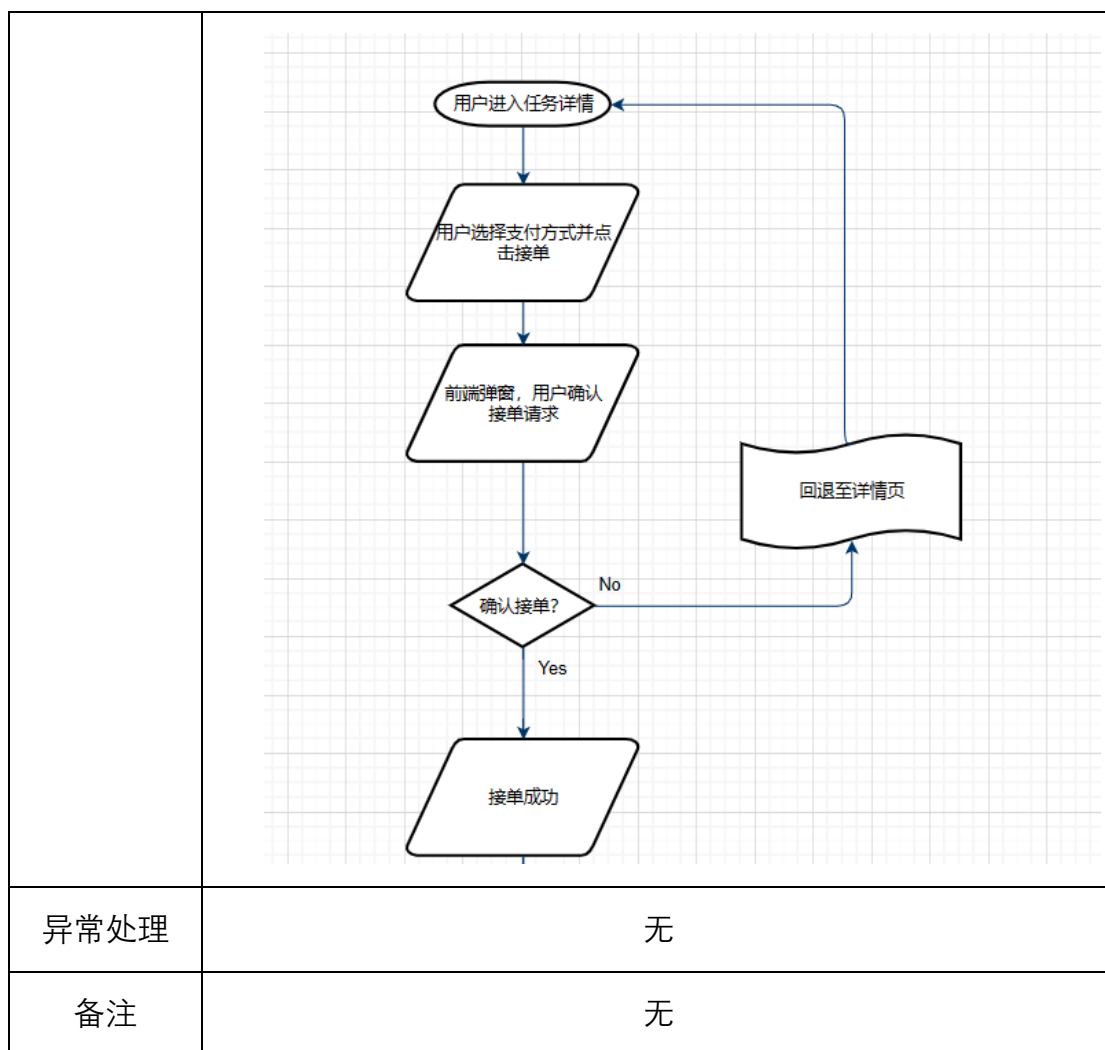 用户进入任务详情
用户选择支付方式并点
击接单
前端弹窗，用户确认
接单请求
回退至详情页
No
确认接单？
Yes
接单成功
异常处理
无
备注
无